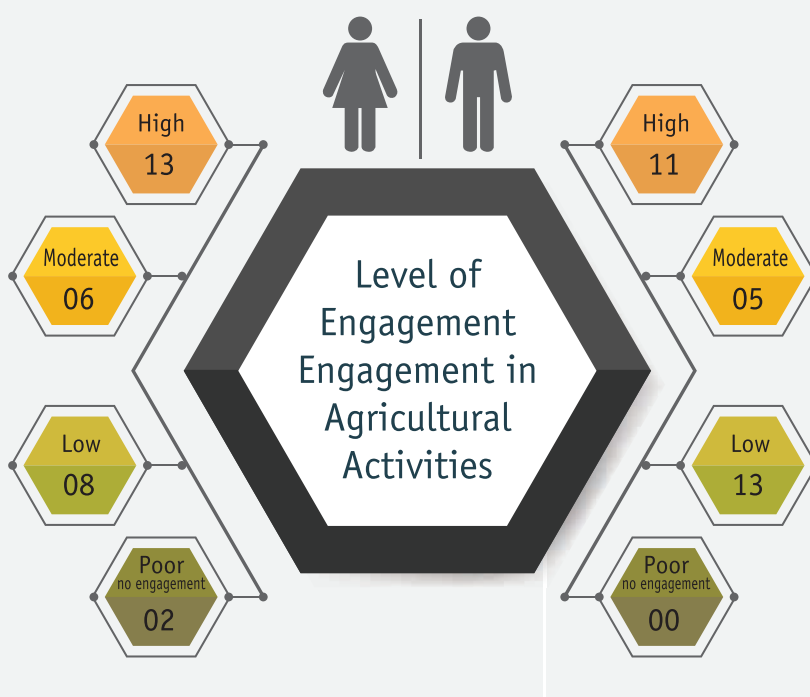 High
13
Moderate
06
Low
08
Poor
no engagement
02
Level of
Engagement
Engagement in
Agricultural
Activities
High
11
Moderate
05
Low
13
Poor
no engagement
00